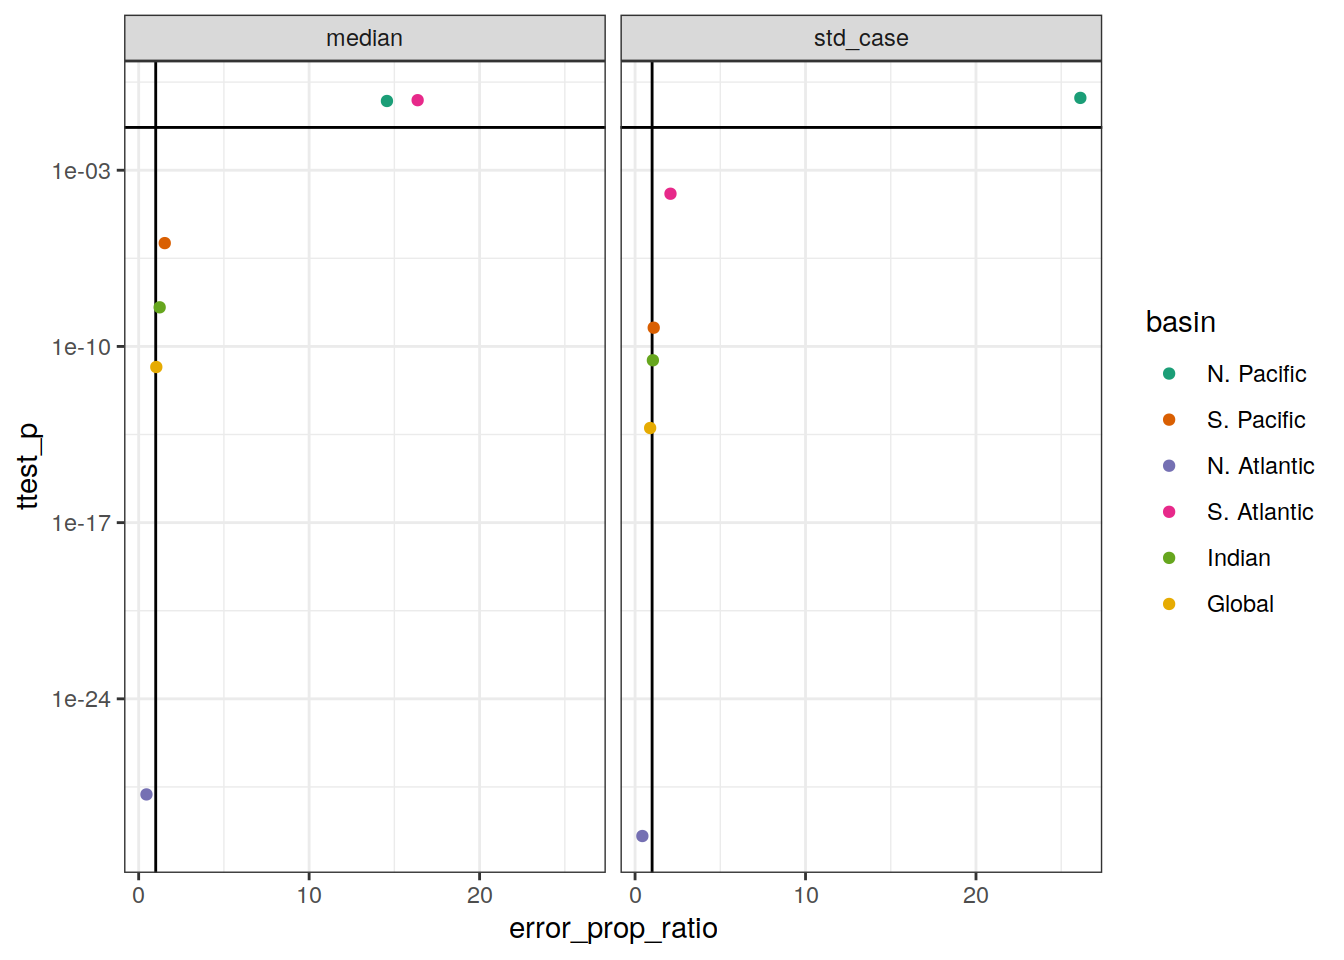 median
std_case
1e-03
1e-10
1e-17
1e-24
ttest_p
0
10
20
0
10
20
error_prop_ratio
basin
N. Pacific
S. Pacific
N. Atlantic
S. Atlantic
Indian
Global